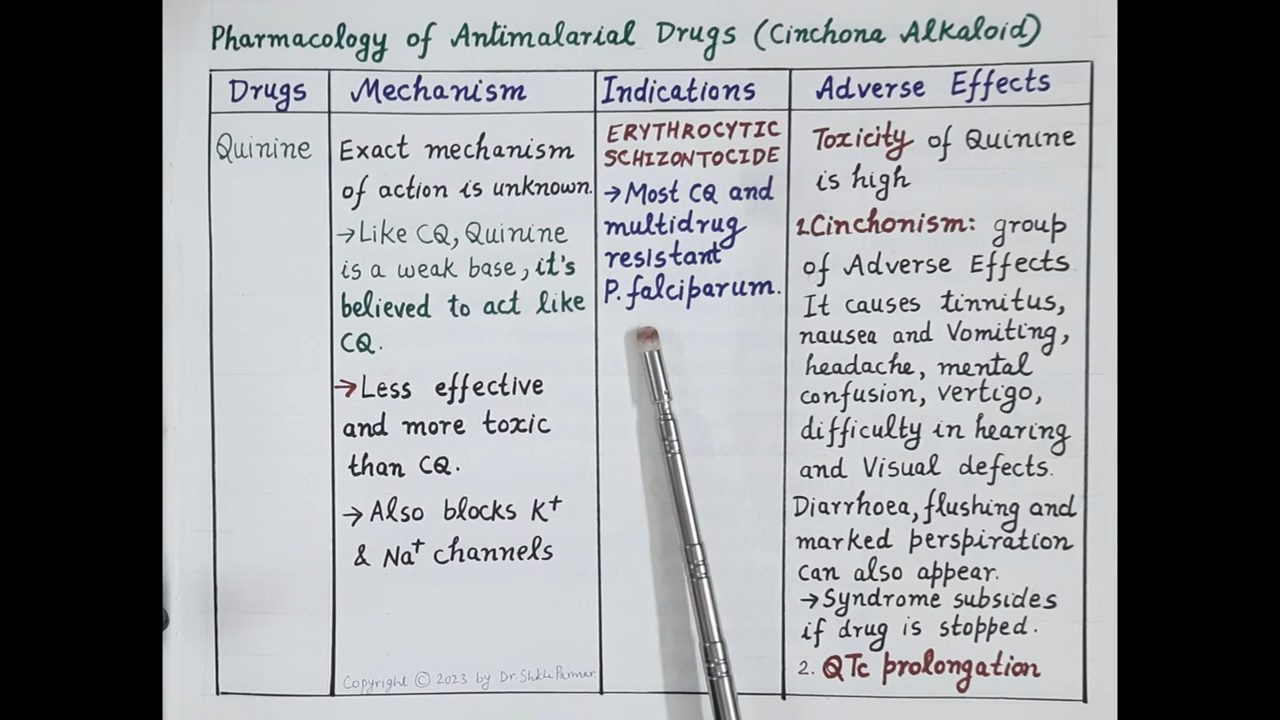 Pharmacology of Antimalarial Drugs (Cinchona Alkaloid)
Drugs
Mechanism
Indications
Adverse Effects
Quinine
Exact mechanism
of action is unknown.
→Like CQ, Quinine
is a weak base, it's
believed to act like
CQ.
→Less effective
and more toxic
than CQ.
→Also blocks K+
& Na+ channels
Copyright © 2023 by Dr
ERYTHROCYTIC
SCHIZONTOCIDE
→Most CQ and
multidrug
resistant
P. falciparum.
Toxicity of Quinine
is high
1.Cinchonism: group
of Adverse Effects
It causes tinnitus,
nausea and Vomiting,
headache, mental
confusion, vertigo,
difficulty in hearing
and Visual defects.
Diarrhoea, flushing and
marked perspiration
can also appear.
→Syndrome subsides
if drug is stopped.
2. QTc prolongation